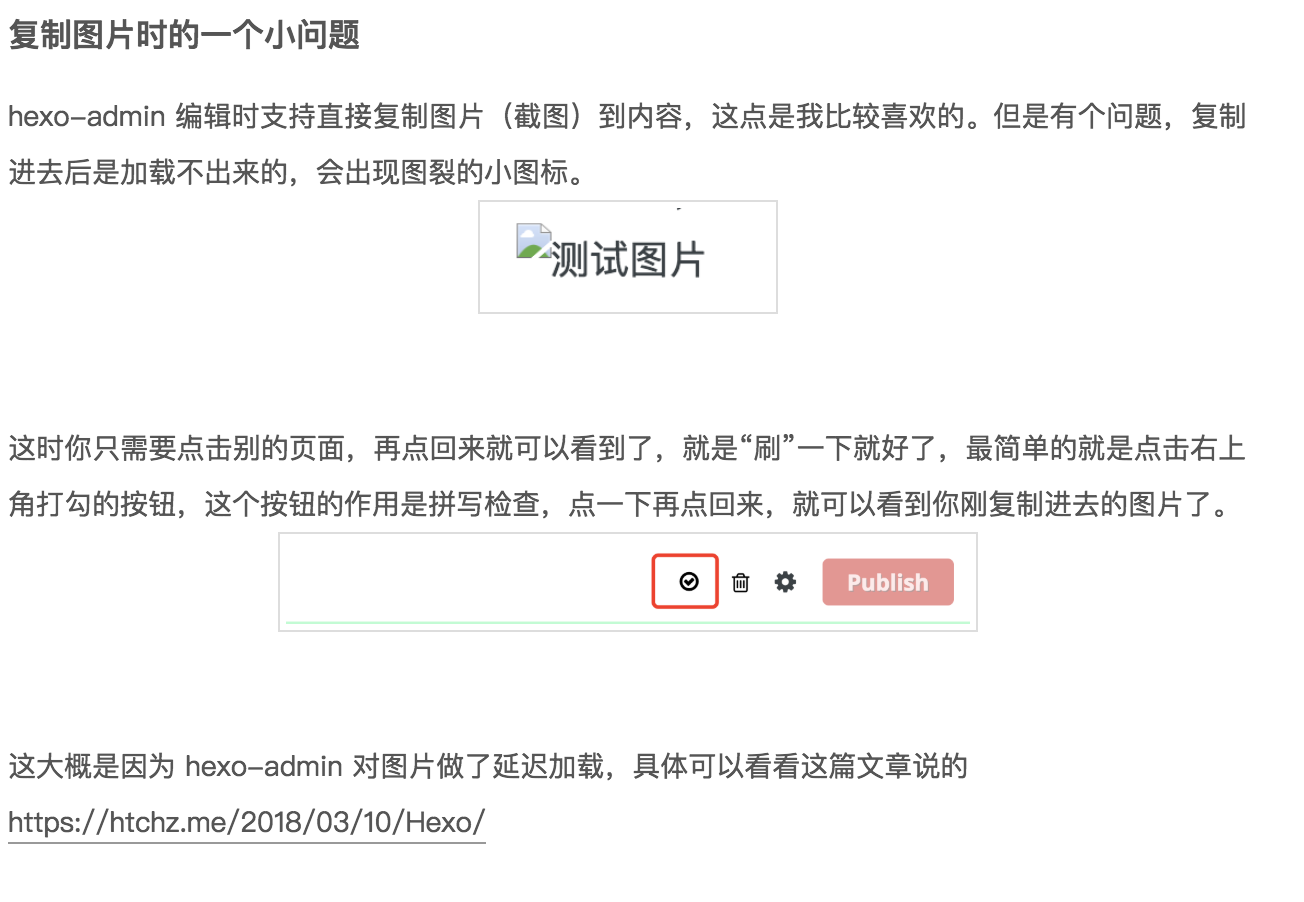 复制图片时的一个小问题
hexo-admin 编辑时支持直接复制图片（截图）到内容，这点是我比较喜欢的。但是有个问题，复制
进去后是加载不出来的，会出现图裂的小图标。
测试图片
这时你只需要点击别的页面，再点回来就可以看到了，就是“刷”一下就好了，最简单的就是点击右上
角打勾的按钮，这个按钮的作用是拼写检查，点一下再点回来，就可以看到你刚复制进去的图片了。
Publish
这大概是因为 hexo-admin 对图片做了延迟加载，具体可以看看这篇文章说的
https://htchz.me/2018/03/10/Hexo/